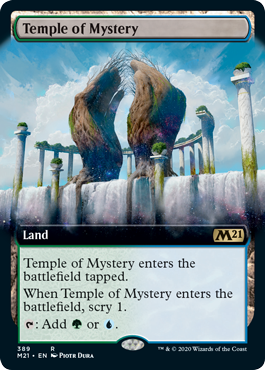 Temple of Mystery
Land
M21
Temple of Mystery enters the
battlefield tapped.
When Temple of Mystery enters the
battlefield, scry 1.
: Add or .
389 R
M21 • EN Piotr Dura
™ & © 2020 Wizards of the Coast